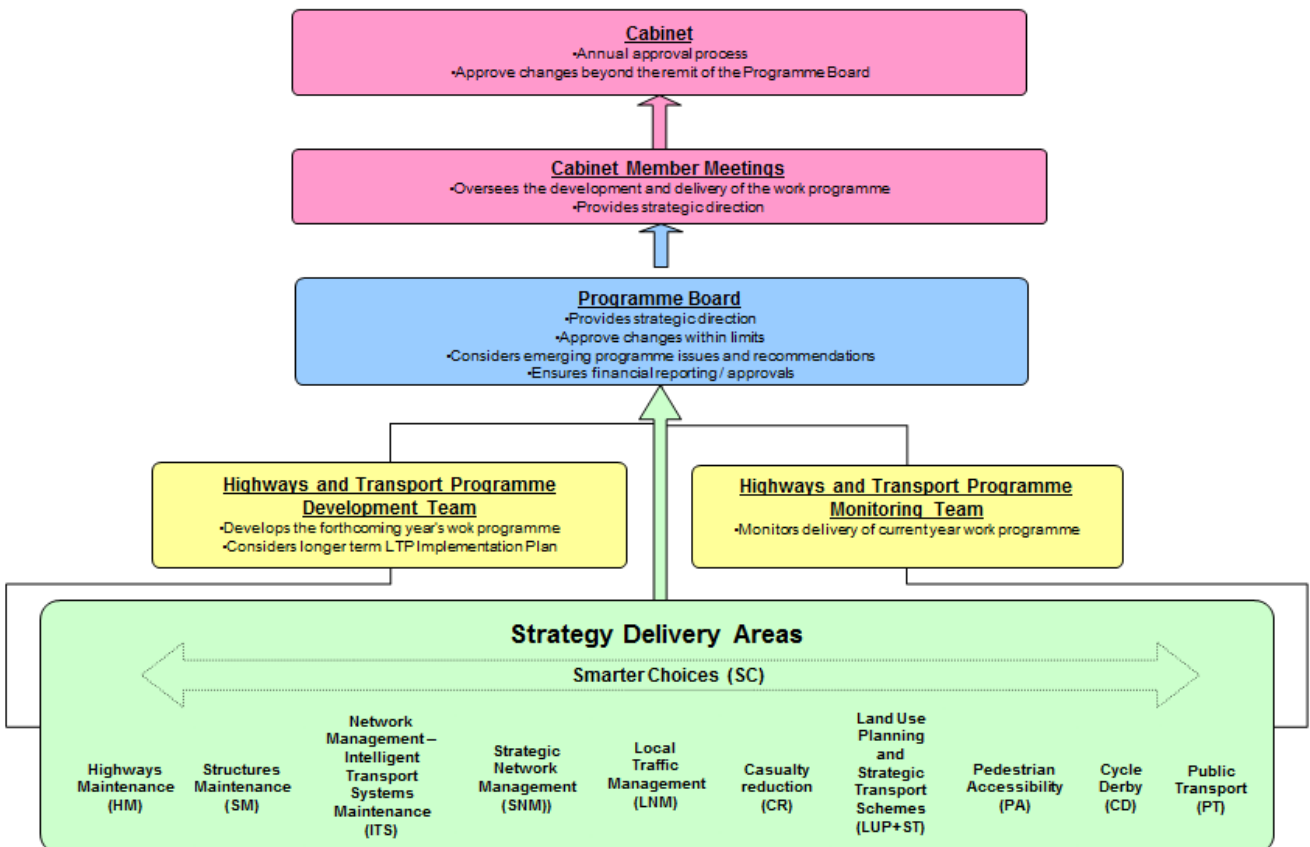 Cabinet
•Annual approval process
•Approve changes beyond the remit of the Programme Board
Cabinet Member Meetings
•Oversees the development and delivery of the work programme
•Provides strategic direction
Programme Board
•Provides strategic direction
•Approve changes within limits
•Considers emerging programme issues and recommendations
•Ensures financial reporting / approvals
Highways and Transport Programme
Development Team
•Develops the forthcoming year's wok programme
•Considers longer term LTP Implementation Plan
Highways and Transport Programme
Monitoring Team
•Monitors delivery of current year work programme
Strategy Delivery Areas
Smarter Choices (SC)
Highways
Maintenance
(HM)
Structures
Maintenance
(SM)
Network
Management –
Intelligent
Transport
Systems
Maintenance
(ITS)
Strategic
Network
Management
(SNM))
Local
Traffic
Management
(LNM)
Casualty
reduction
(CR)
Land Use
Planning
and
Strategic
Transport
Schemes
(LUP+ST)
Pedestrian
Accessibility
(PA)
Cycle
Derby
(CD)
Public
Transport
(PT)